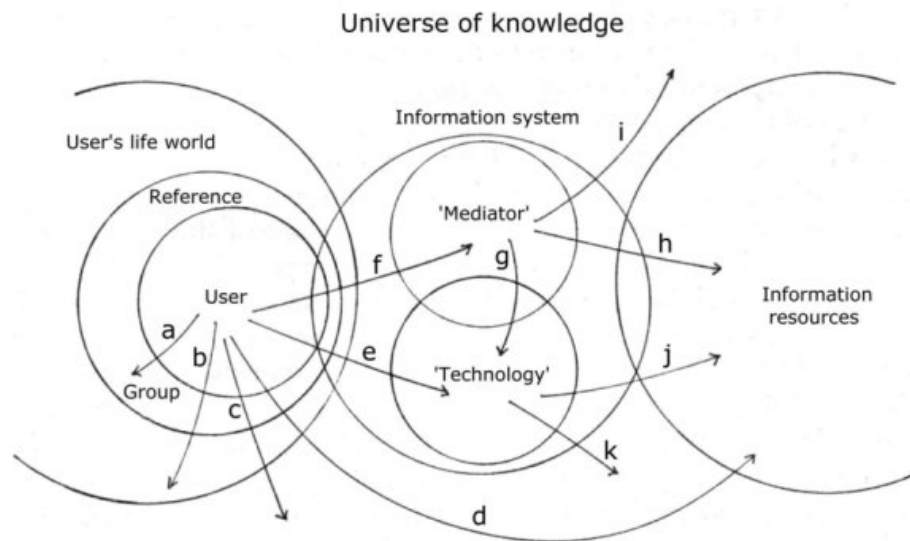 Universe of knowledge
Information system
User's life world
Reference
'Mediator'
User
Group
'Technology'
Information
resources
a
b
c
d
e
f
g
h
i
j
k